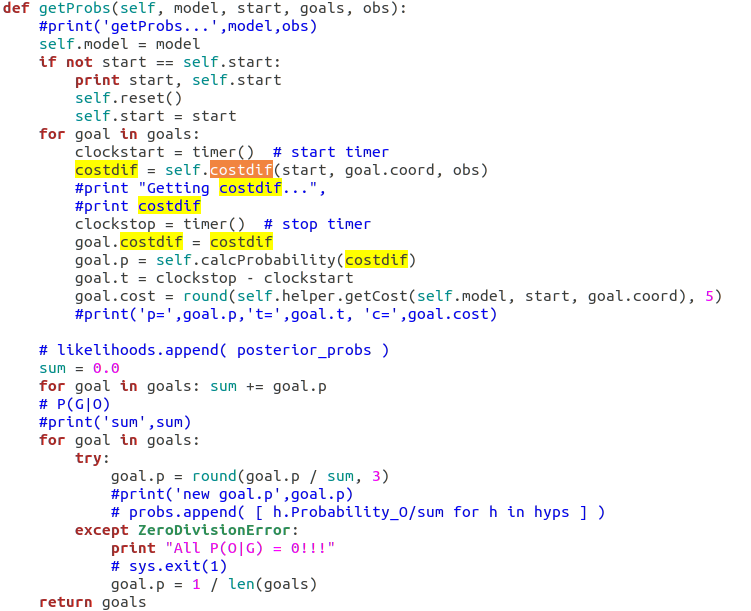 def getProbs(self, model, start, goals, obs):
    #print('getProbs...',model,obs)
    self.model = model
    if not start == self.start:
        print start, self.start
        self.reset()
        self.start = start
    for goal in goals:
        clockstart = timer()  # start timer
        costdif = self.costdif(start, goal.coord, obs)
        #print "Getting costdif...",
        #print costdif
        clockstop = timer()  # stop timer
        goal.costdif = costdif
        goal.p = self.calcProbability(costdif)
        goal.t = clockstop - clockstart
        goal.cost = round(self.helper.getCost(self.model, start, goal.coord), 5)
        #print('p=',goal.p,'t=',goal.t, 'c=',goal.cost)

    # likelihoods.append( posterior_probs )
    sum = 0.0
    for goal in goals: sum += goal.p
    # P(G|O)
    #print('sum',sum)
    for goal in goals:
        try:
            goal.p = round(goal.p / sum, 3)
            #print('new goal.p',goal.p)
            # probs.append( [ h.Probability_O/sum for h in hyps ] )
        except ZeroDivisionError:
            print "All P(O|G) = 0!!!"
            # sys.exit(1)
            goal.p = 1 / len(goals)
    return goals